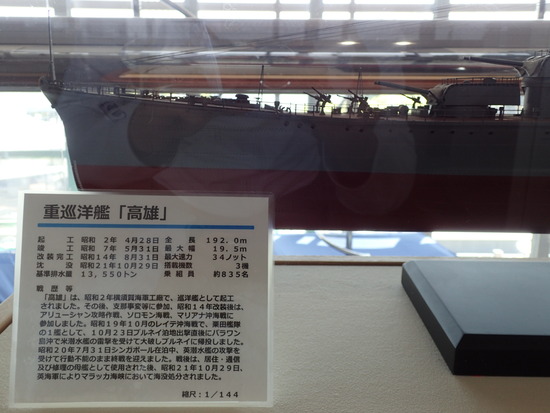 重巡洋艦「高雄」
起　　工 昭和 2年 4月28日 全　　長 192.0m
竣　　工 昭和 7年 5月31日 最 大 幅 19.5m
改装完工 昭和14年 8月31日 最大速力 34ノット
沈　　没 昭和21年10月29日 搭載機数 3機
基準排水量 13,550トン 乗 組 員 約835名
戦 歴 等
「高雄」は、昭和2年横須賀海軍工廠で、巡洋艦として起工
されました。その後、支那事変等に参加、昭和14年改装後は、
アリューシャン攻略作戦、ソロモン海戦、マリアナ沖海戦に
参加しました。昭和19年10月のレイテ沖海戦で、栗田艦隊
の1艦として、10月23日ブルネイ泊地出撃直後にパラワン
島沖で米潜水艦の雷撃を受けて大破しブルネイに帰投しました。
昭和20年7月31日シンガポール在泊中、英潜水艦の攻撃を
受けて行動不能のまま終戦を迎えました。戦後は、居住・通信
及び修理の母艦として使用された後、昭和21年10月29日、
英海軍によりマラッカ海峡において海没処分されました。
縮尺：1／144